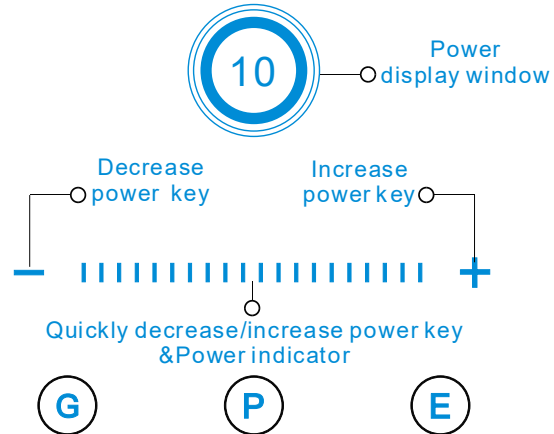 10
Power
display window
Decrease
power key
Increase
power key
− +
Quickly decrease/increase power key
&Power indicator
G P E